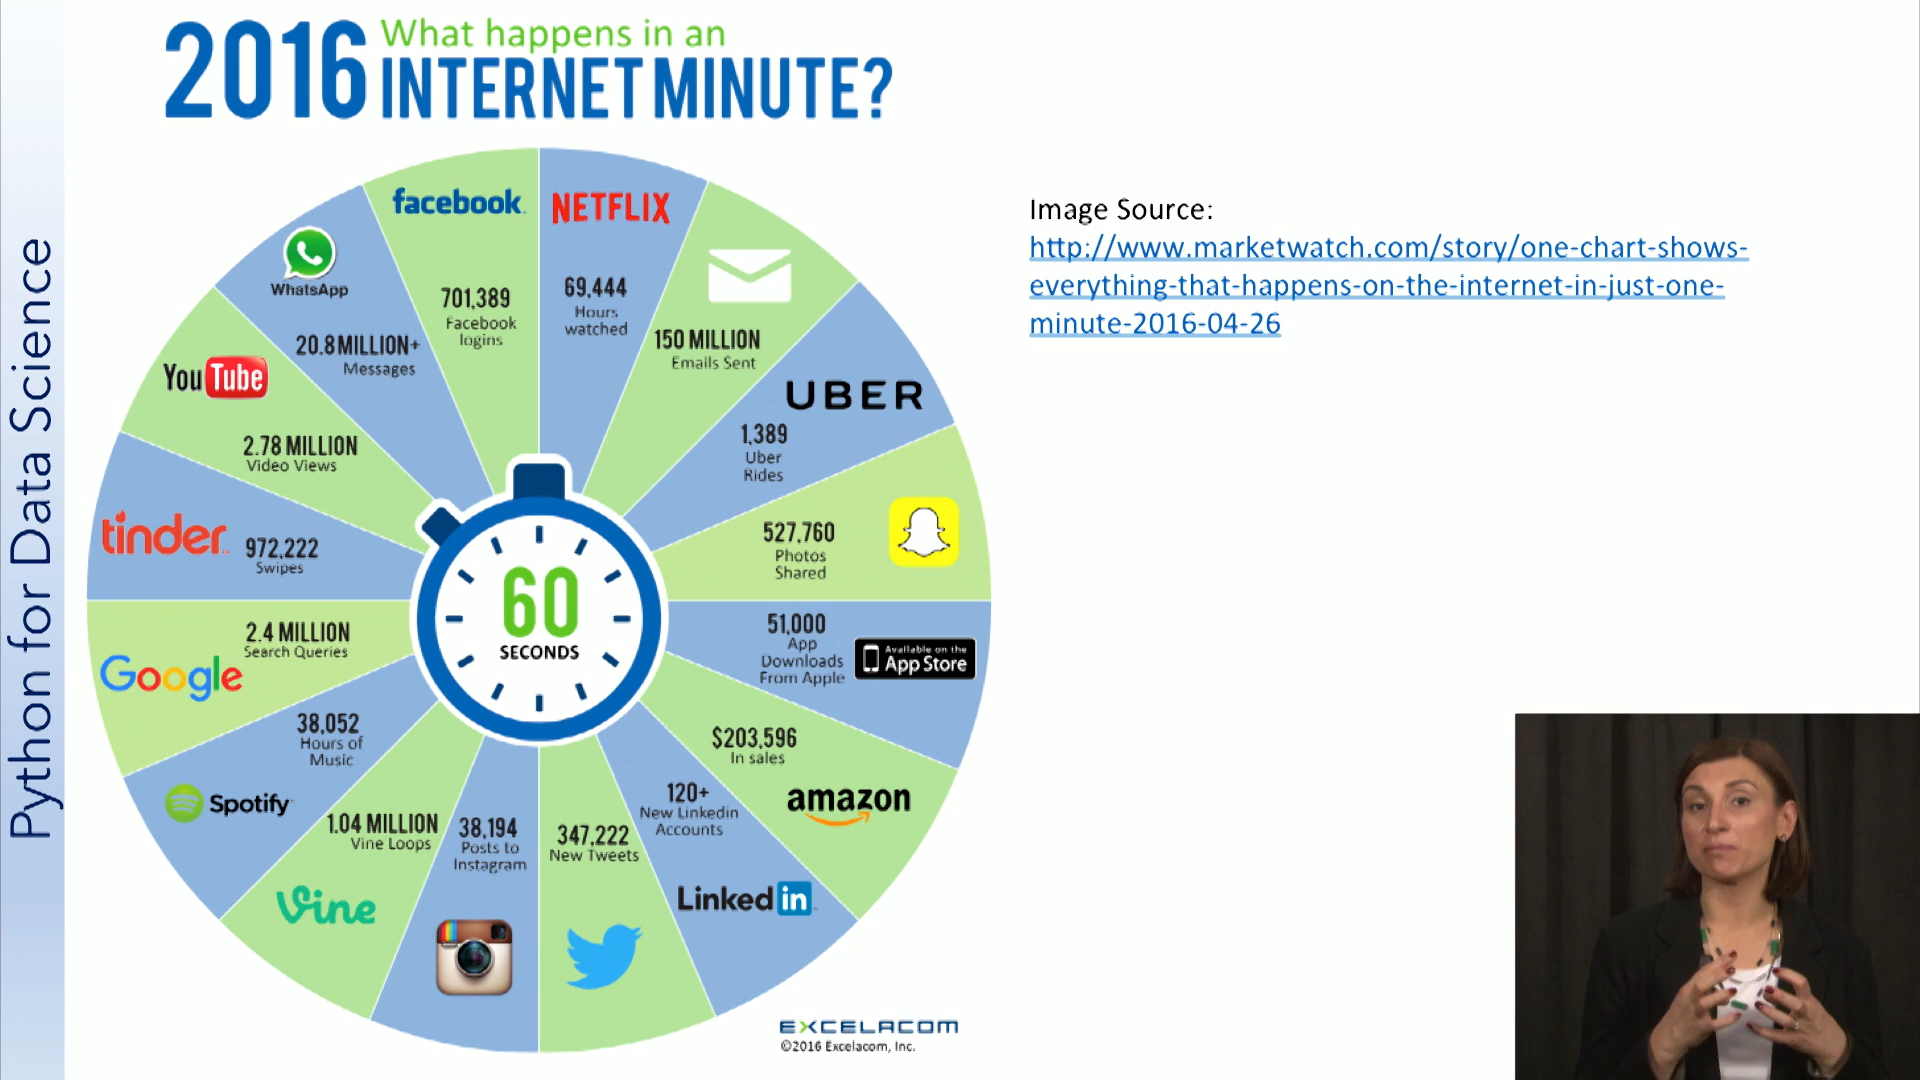 Python for Data Science
2016
What happens in an
INTERNET MINUTE?
facebook
701,389
Facebook
logins
NETFLIX
69,444
Hours
watched
150 MILLION
Emails Sent
UBER
1,389
Uber
Rides
527,760
Photos
Shared
51,000
App
Downloads
From Apple
Available on the
App Store
$203,596
In sales
amazon
120+
New Linkedin
Accounts
Linkedin
347,222
New Tweets
38,194
Posts to
Instagram
1.04 MILLION
Vine Loops
Vine
38,052
Hours of
Music
Spotify
2.4 MILLION
Search Queries
Google
tinder
972,222
Swipes
YouTube
2.78 MILLION
Video Views
WhatsApp
20.8 MILLION+
Messages
60
SECONDS
EXCELACOM
©2016 Excelacom, Inc.
Image Source:
http://www.marketwatch.com/story/one-chart-shows-
everything-that-happens-on-the-internet-in-just-one-
minute-2016-04-26